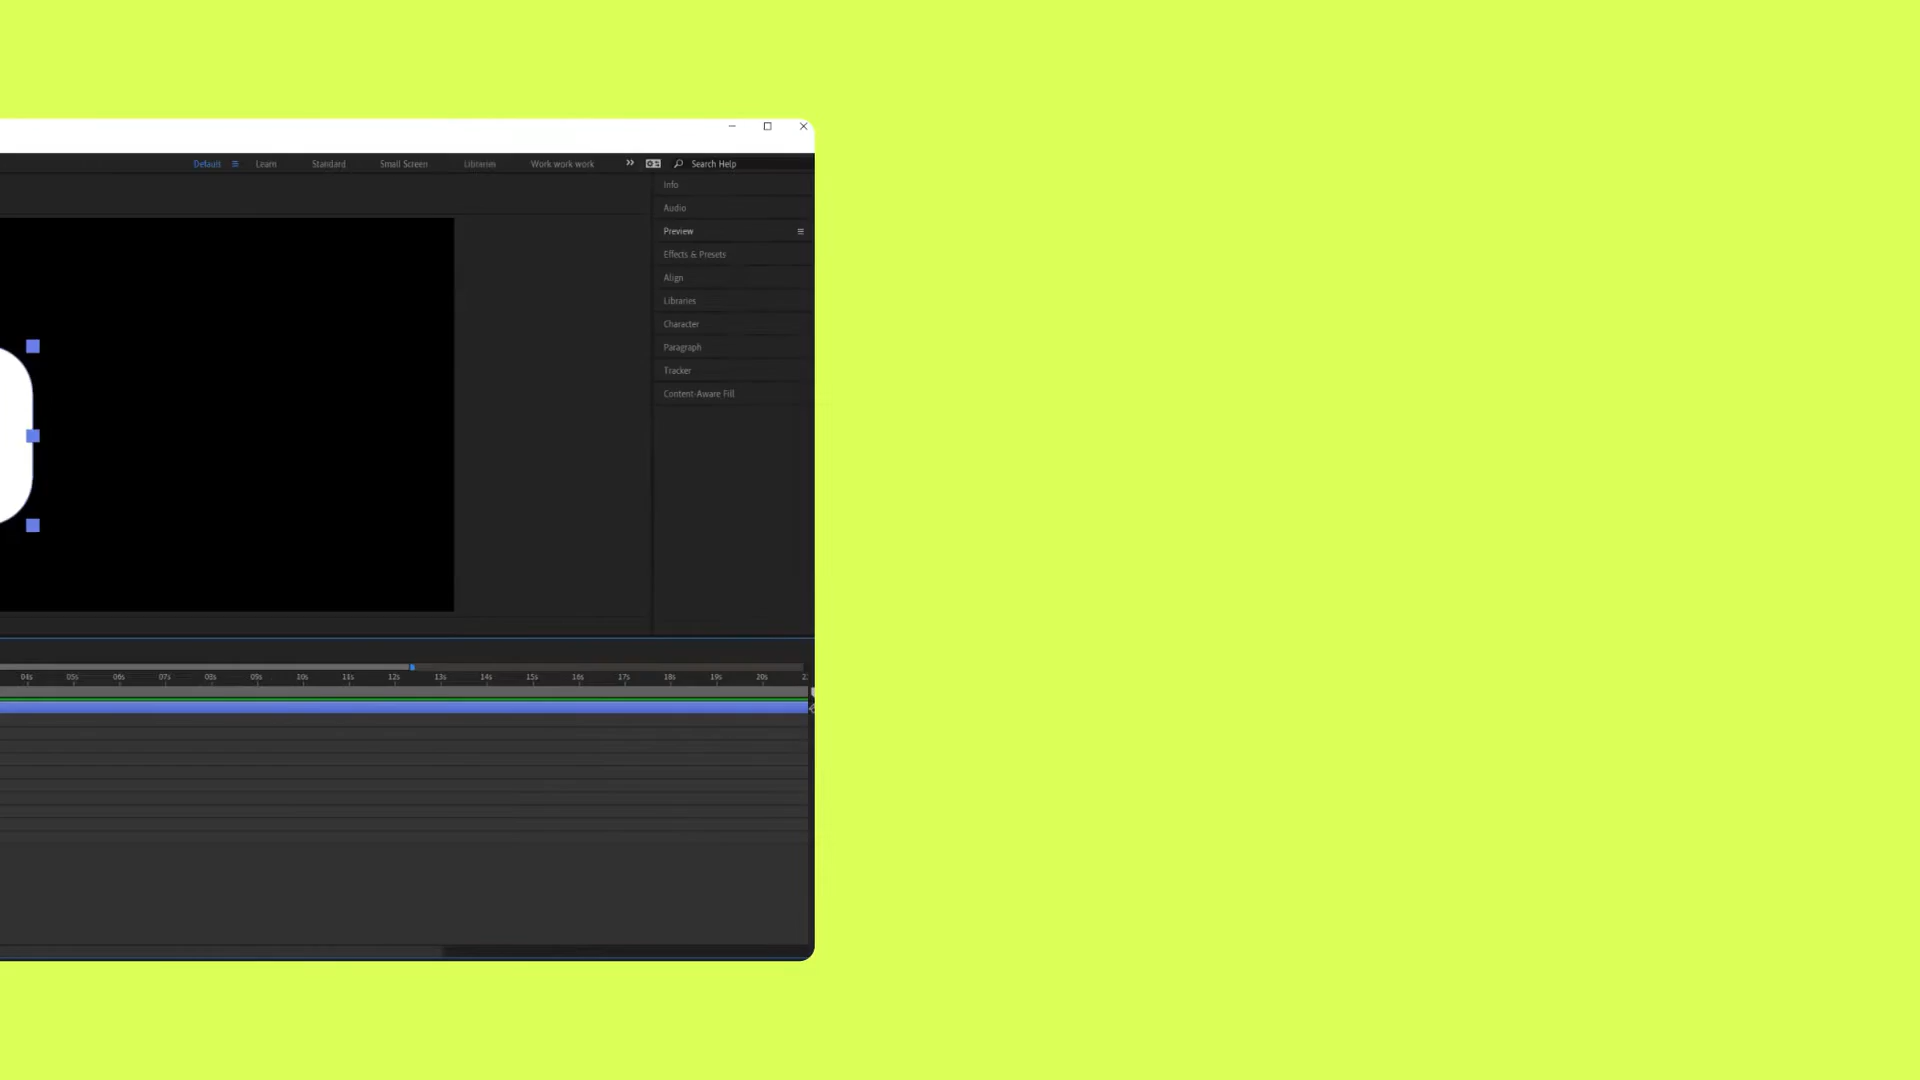 Default Learn Standard Small Screen Libraries Work work work Search Help
Info
Audio
Preview
Effects & Presets
Align
Libraries
Character
Paragraph
Tracker
Content-Aware Fill
04s 05s 06s 07s 08s 09s 10s 11s 12s 13s 14s 15s 16s 17s 18s 19s 20s